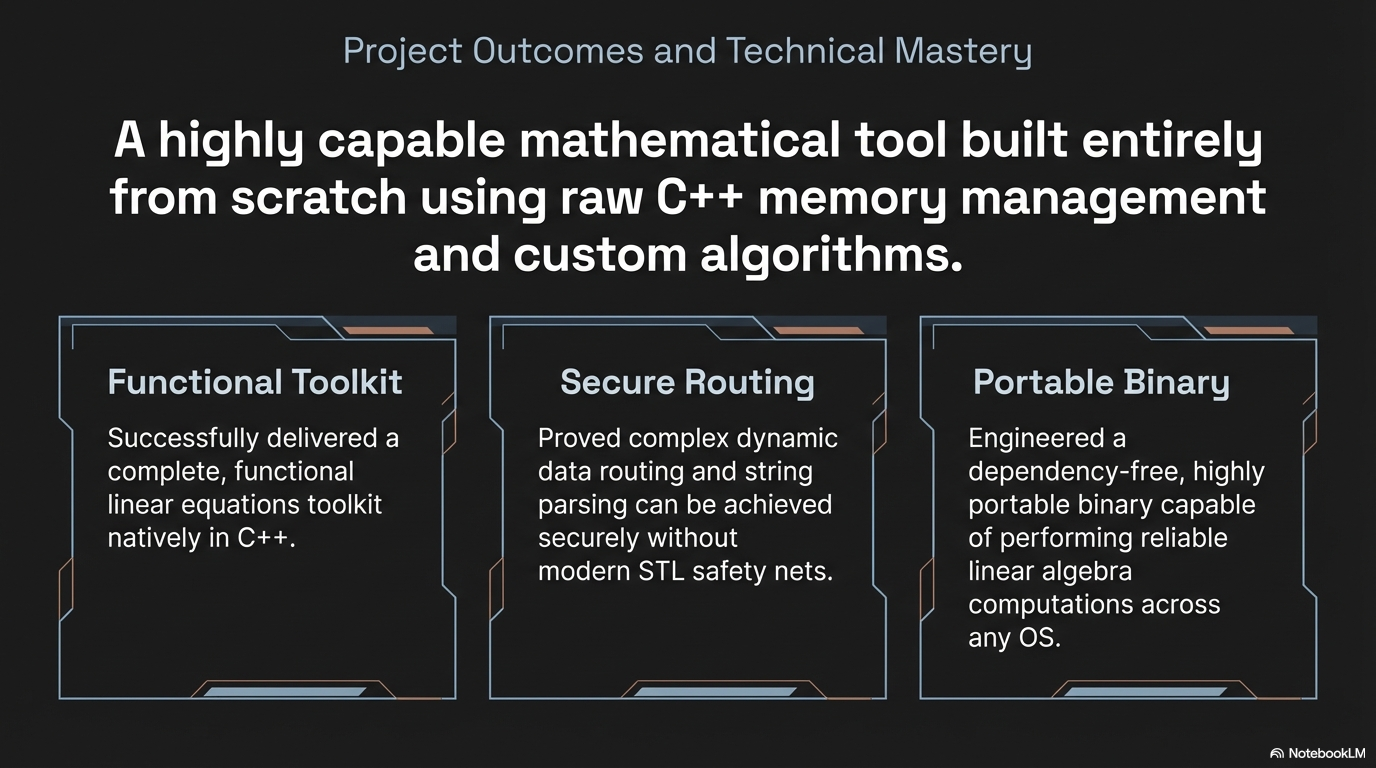 Project Outcomes and Technical Mastery
A highly capable mathematical tool built entirely
from scratch using raw C++ memory management
and custom algorithms.
Functional Toolkit
Successfully delivered a
complete, functional
linear equations toolkit
natively in C++.
Secure Routing
Proved complex dynamic
data routing and string
parsing can be achieved
securely without
modern STL safety nets.
Portable Binary
Engineered a
dependency-free, highly
portable binary capable
of performing reliable
linear algebra
computations across
any OS.
NotebookLM